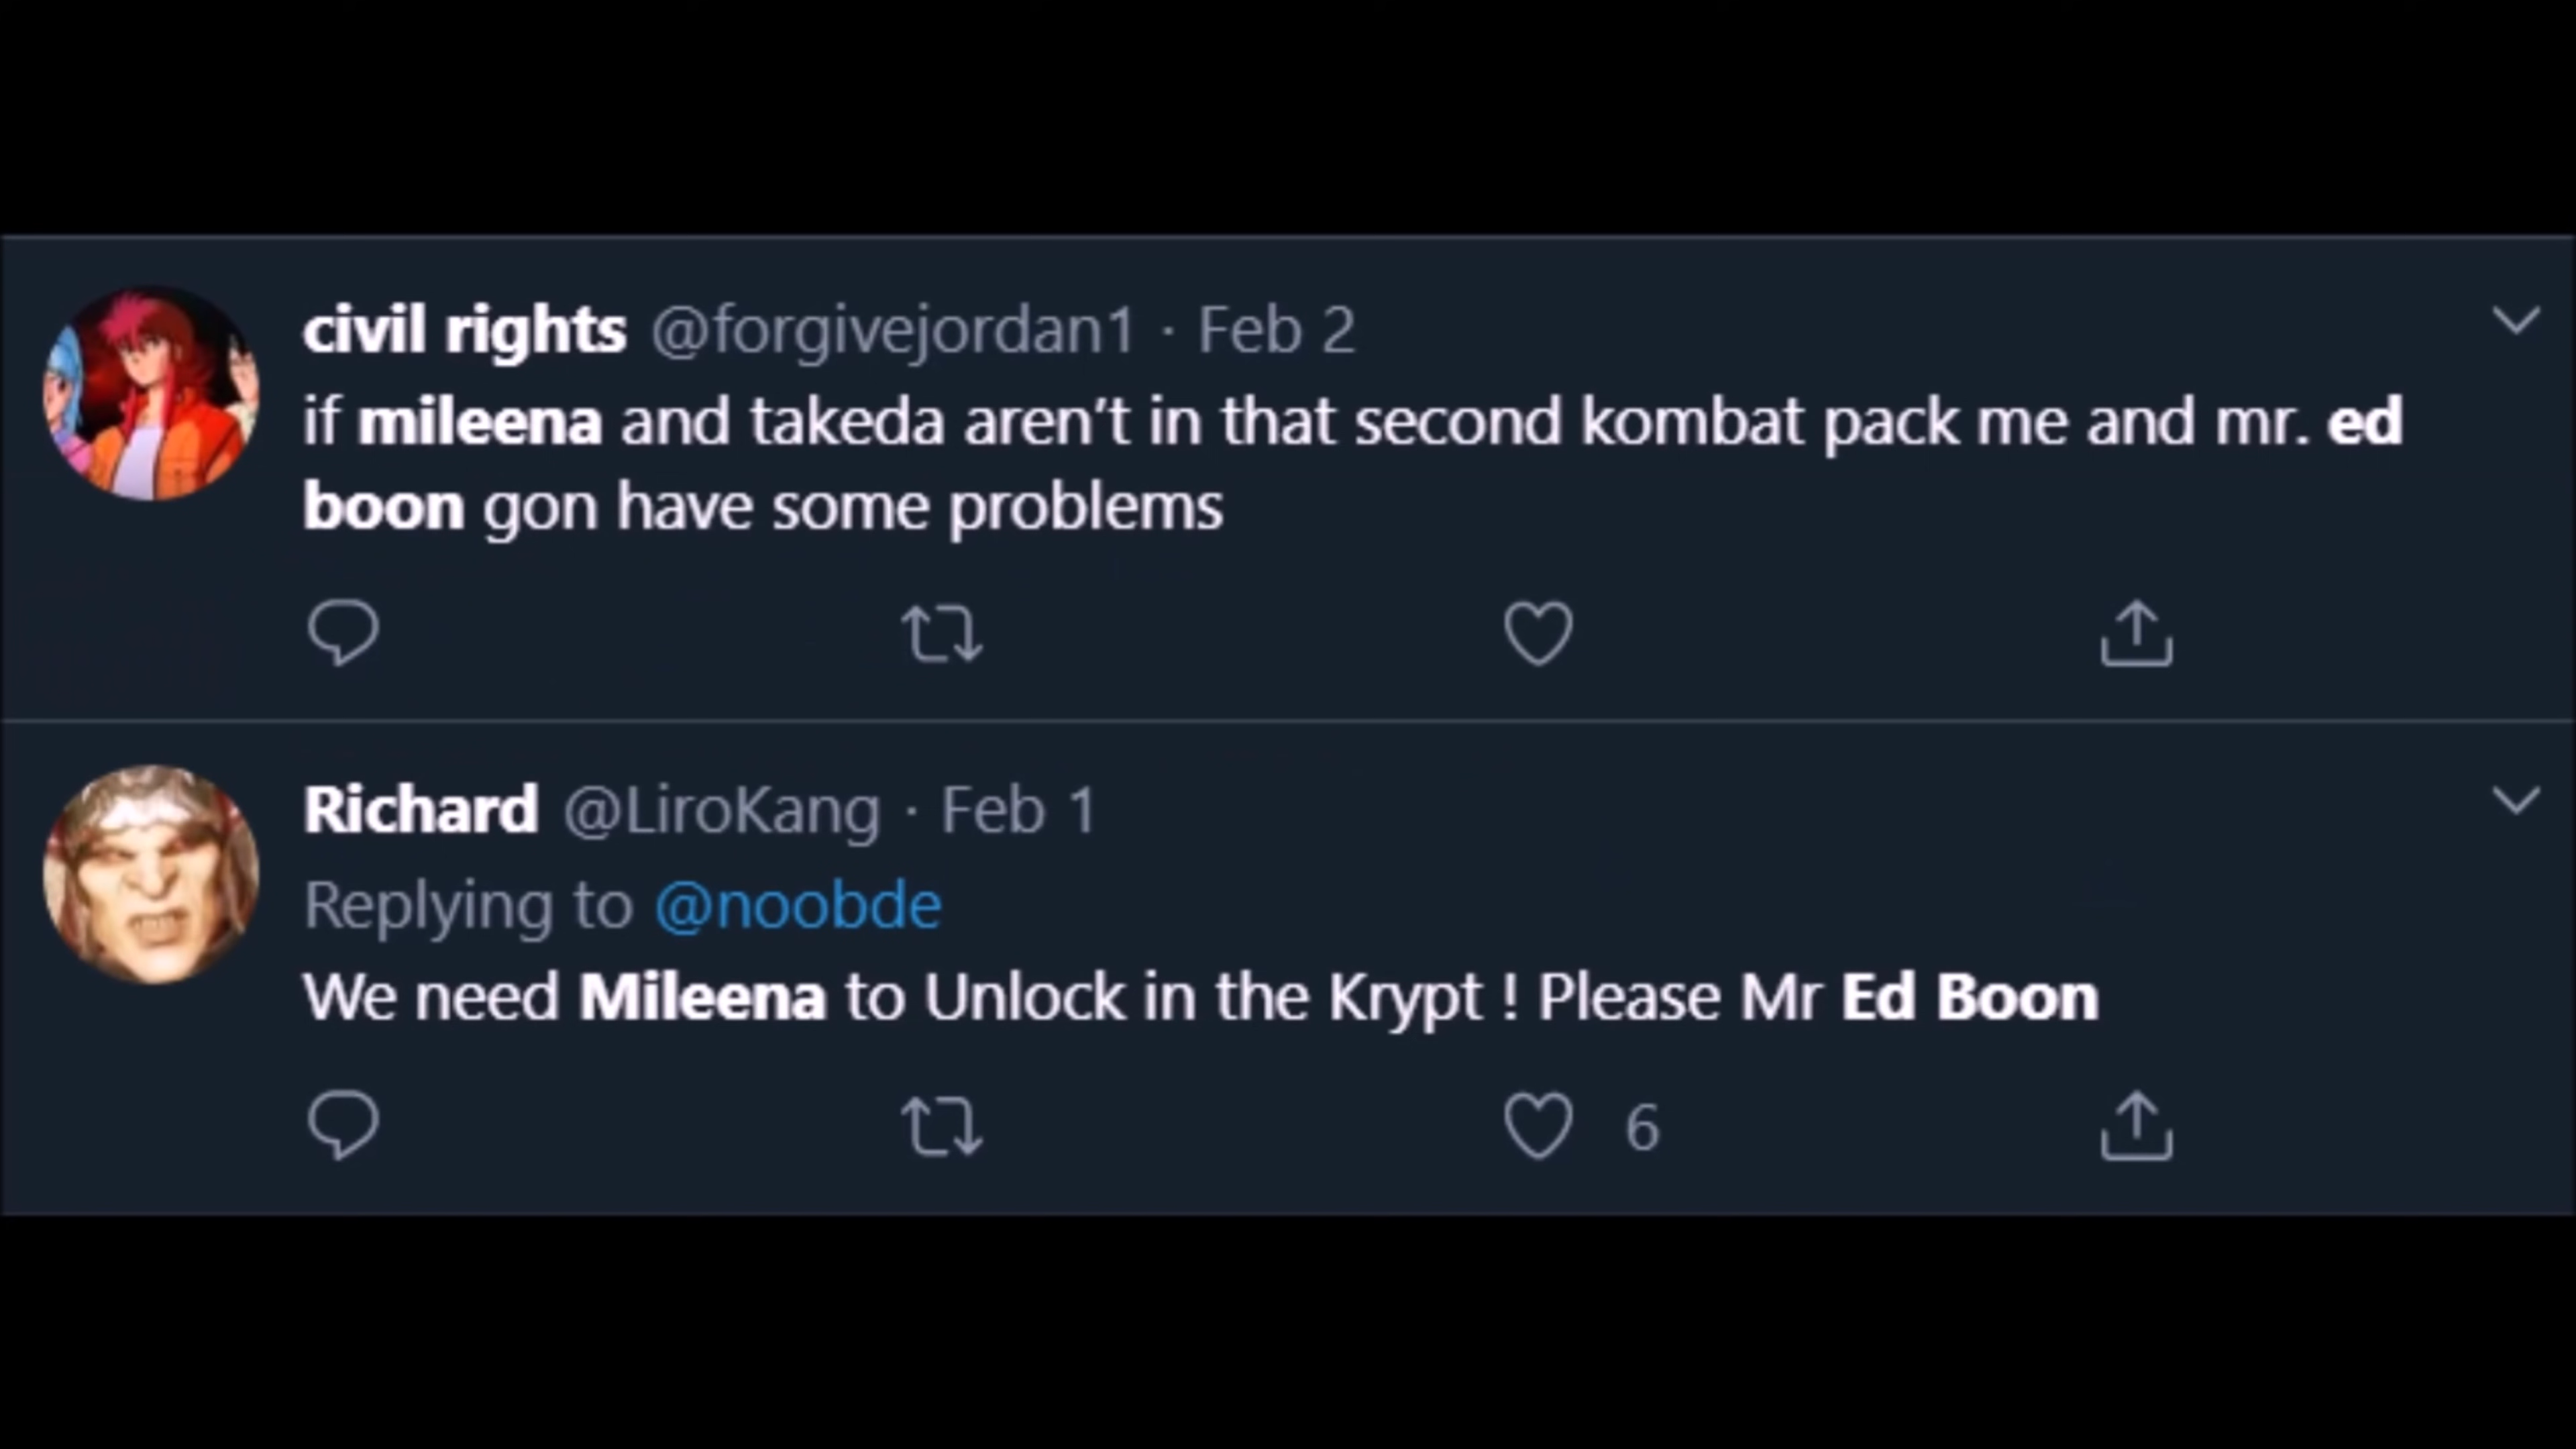 civil rights @forgivejordan1 · Feb 2
if mileena and takeda aren't in that second kombat pack me and mr. ed
boon gon have some problems
Richard @LiroKang · Feb 1
Replying to @noobde
We need Mileena to Unlock in the Krypt ! Please Mr Ed Boon
6